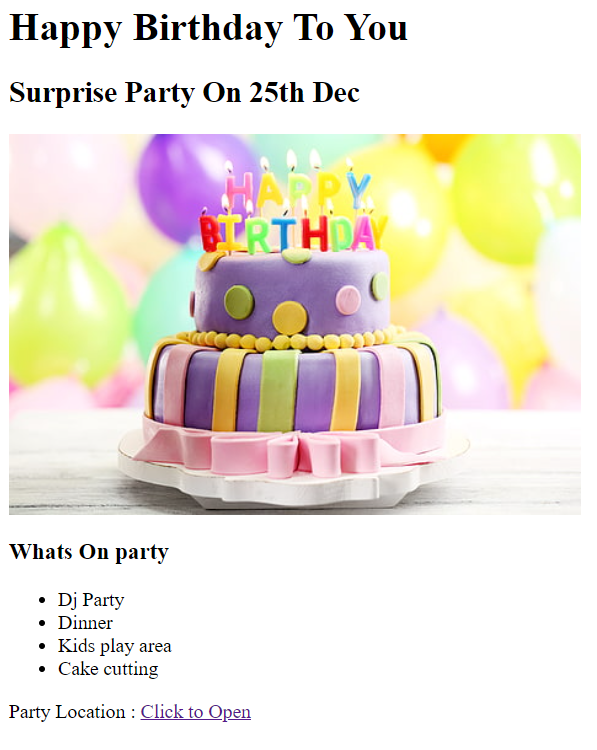 Happy Birthday To You
Surprise Party On 25th Dec
HAPPY
BIRTHDAY
Whats On party
Dj Party
Dinner
Kids play area
Cake cutting
Party Location : Click to Open